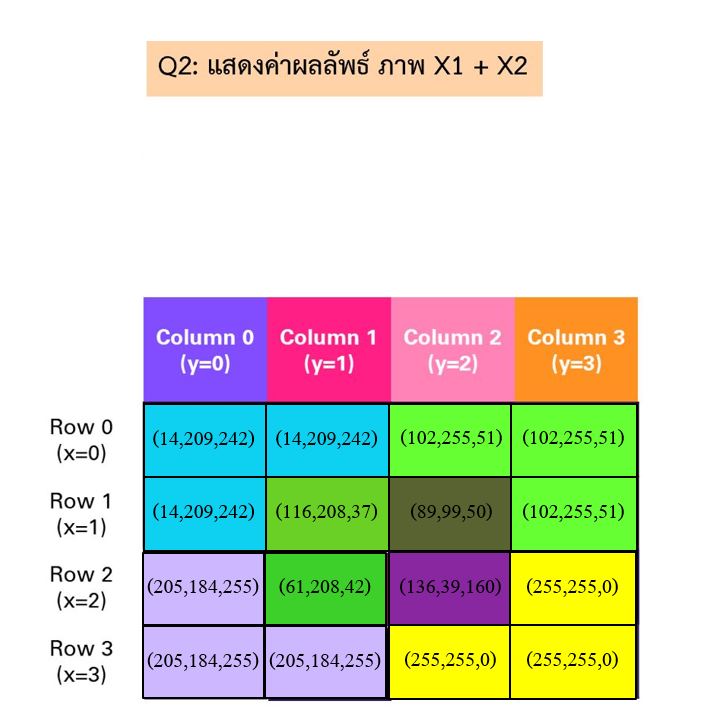 Q2: แสดงค่าผลลัพธ์ ภาพ X1 + X2
Column 0 Column 1 Column 2 Column 3
(y=0) (y=1) (y=2) (y=3)
Row 0
(x=0)
(14,209,242) (14,209,242) (102,255,51) (102,255,51)
Row 1
(x=1)
(14,209,242) (116,208,37) (89,99,50) (102,255,51)
Row 2
(x=2)
(205,184,255) (61,208,42) (136,39,160) (255,255,0)
Row 3
(x=3)
(205,184,255) (205,184,255) (255,255,0) (255,255,0)